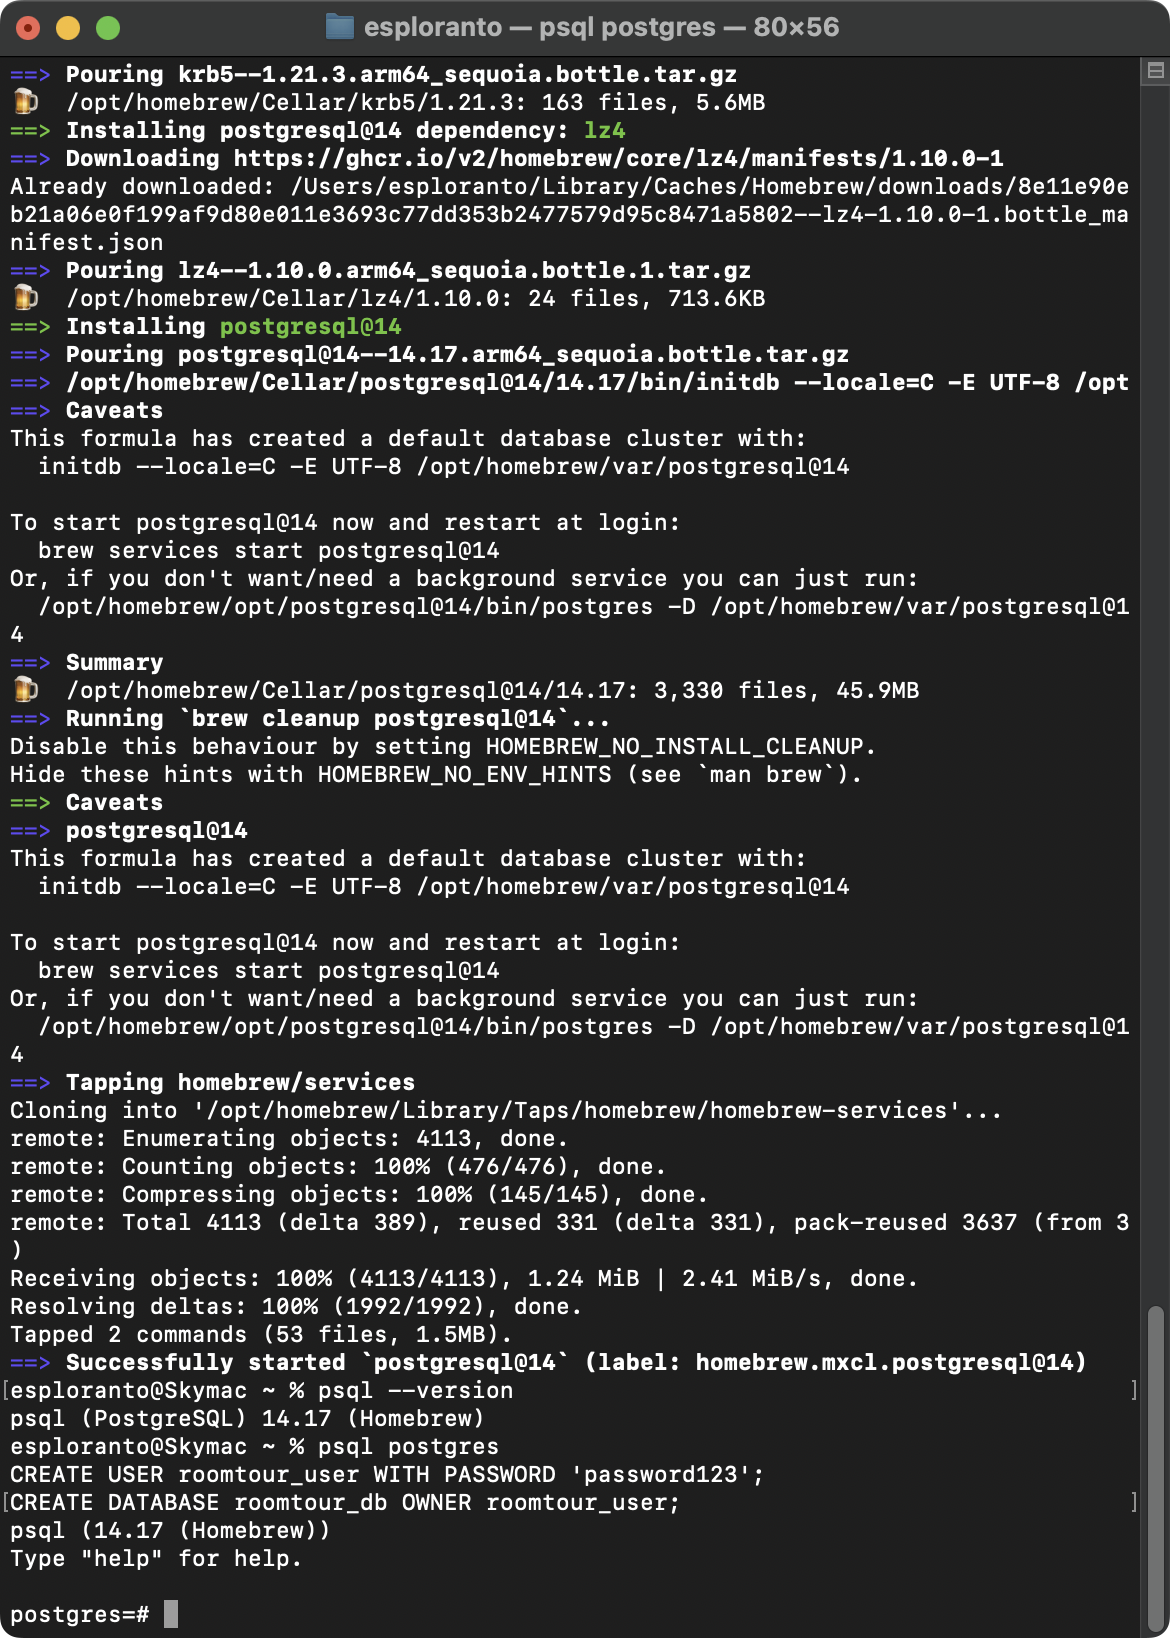 esploranto — psql postgres — 80×56
==> Pouring krb5--1.21.3.arm64_sequoia.bottle.tar.gz
🍺  /opt/homebrew/Cellar/krb5/1.21.3: 163 files, 5.6MB
==> Installing postgresql@14 dependency: lz4
==> Downloading https://ghcr.io/v2/homebrew/core/lz4/manifests/1.10.0-1
Already downloaded: /Users/esploranto/Library/Caches/Homebrew/downloads/8e11e90e
b21a06e0f199af9d80e011e3693c77dd353b2477579d95c8471a5802--lz4-1.10.0-1.bottle_ma
nifest.json
==> Pouring lz4--1.10.0.arm64_sequoia.bottle.1.tar.gz
🍺  /opt/homebrew/Cellar/lz4/1.10.0: 24 files, 713.6KB
==> Installing postgresql@14
==> Pouring postgresql@14--14.17.arm64_sequoia.bottle.tar.gz
==> /opt/homebrew/Cellar/postgresql@14/14.17/bin/initdb --locale=C -E UTF-8 /opt
==> Caveats
This formula has created a default database cluster with:
  initdb --locale=C -E UTF-8 /opt/homebrew/var/postgresql@14

To start postgresql@14 now and restart at login:
  brew services start postgresql@14
Or, if you don't want/need a background service you can just run:
  /opt/homebrew/opt/postgresql@14/bin/postgres -D /opt/homebrew/var/postgresql@1
4
==> Summary
🍺  /opt/homebrew/Cellar/postgresql@14/14.17: 3,330 files, 45.9MB
==> Running `brew cleanup postgresql@14`...
Disable this behaviour by setting HOMEBREW_NO_INSTALL_CLEANUP.
Hide these hints with HOMEBREW_NO_ENV_HINTS (see `man brew`).
==> Caveats
==> postgresql@14
This formula has created a default database cluster with:
  initdb --locale=C -E UTF-8 /opt/homebrew/var/postgresql@14

To start postgresql@14 now and restart at login:
  brew services start postgresql@14
Or, if you don't want/need a background service you can just run:
  /opt/homebrew/opt/postgresql@14/bin/postgres -D /opt/homebrew/var/postgresql@1
4
==> Tapping homebrew/services
Cloning into '/opt/homebrew/Library/Taps/homebrew/homebrew-services'...
remote: Enumerating objects: 4113, done.
remote: Counting objects: 100% (476/476), done.
remote: Compressing objects: 100% (145/145), done.
remote: Total 4113 (delta 389), reused 331 (delta 331), pack-reused 3637 (from 3
)
Receiving objects: 100% (4113/4113), 1.24 MiB | 2.41 MiB/s, done.
Resolving deltas: 100% (1992/1992), done.
Tapped 2 commands (53 files, 1.5MB).
==> Successfully started `postgresql@14` (label: homebrew.mxcl.postgresql@14)
[esploranto@Skymac ~ % psql --version ]
psql (PostgreSQL) 14.17 (Homebrew)
esploranto@Skymac ~ % psql postgres
CREATE USER roomtour_user WITH PASSWORD 'password123';
[CREATE DATABASE roomtour_db OWNER roomtour_user; ]
psql (14.17 (Homebrew))
Type "help" for help.

postgres=#